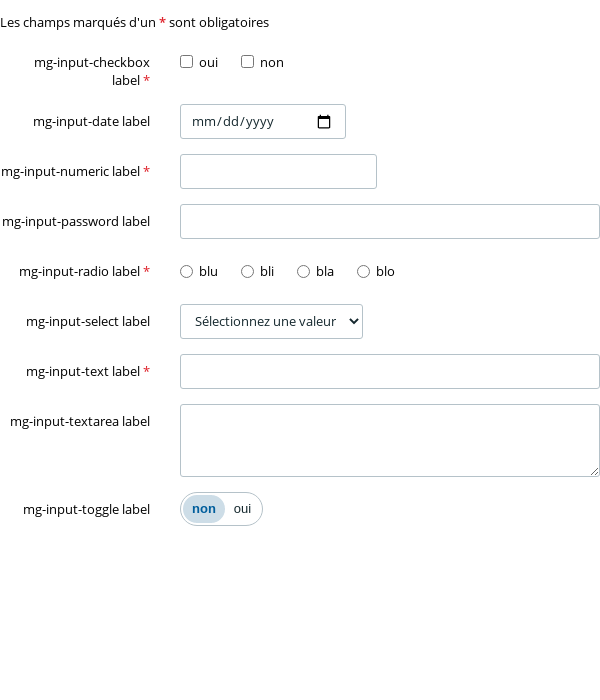 Les champs marqués d'un * sont obligatoires
mg-input-checkbox label * oui non
mg-input-date label mm/dd/yyyy
mg-input-numeric label *
mg-input-password label
mg-input-radio label * blu bli bla blo
mg-input-select label Sélectionnez une valeur
mg-input-text label *
mg-input-textarea label
mg-input-toggle label non oui